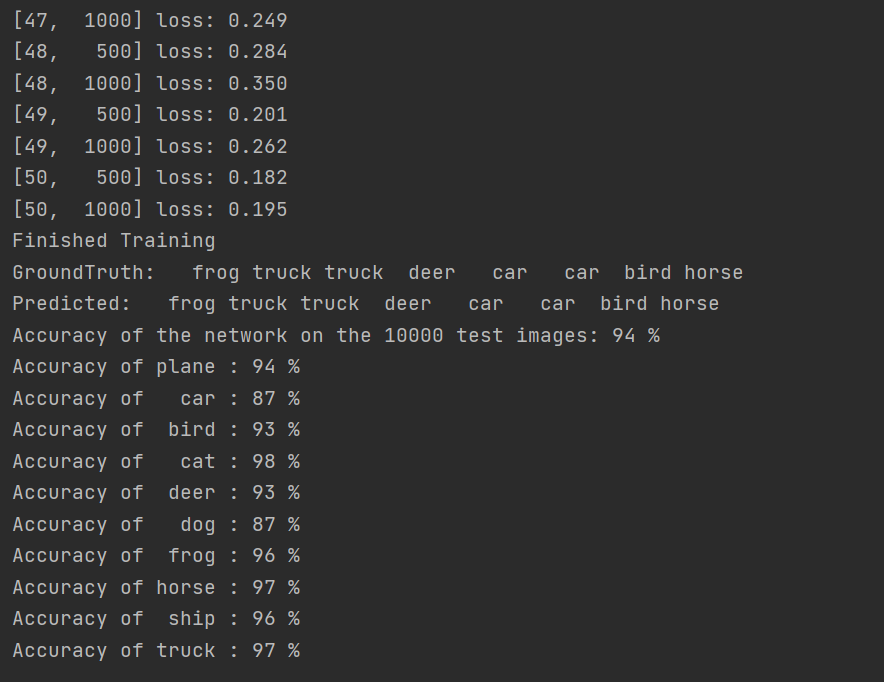 [47,  1000] loss: 0.249
[48,   500] loss: 0.284
[48,  1000] loss: 0.350
[49,   500] loss: 0.201
[49,  1000] loss: 0.262
[50,   500] loss: 0.182
[50,  1000] loss: 0.195
Finished Training
GroundTruth:   frog truck truck  deer   car   car  bird horse
Predicted:   frog truck truck  deer   car   car  bird horse
Accuracy of the network on the 10000 test images: 94 %
Accuracy of plane : 94 %
Accuracy of   car : 87 %
Accuracy of  bird : 93 %
Accuracy of   cat : 98 %
Accuracy of  deer : 93 %
Accuracy of   dog : 87 %
Accuracy of  frog : 96 %
Accuracy of horse : 97 %
Accuracy of  ship : 96 %
Accuracy of truck : 97 %